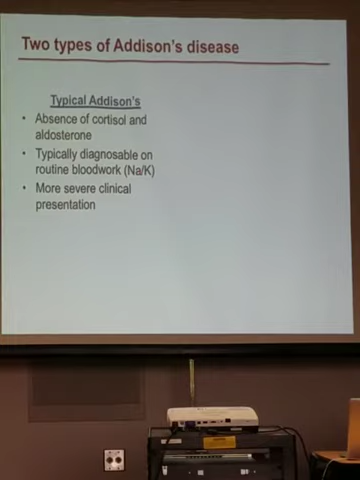 Two types of Addison's disease
Typical Addison's
• Absence of cortisol and
aldosterone
• Typically diagnosable on
routine bloodwork (Na/K)
• More severe clinical
presentation